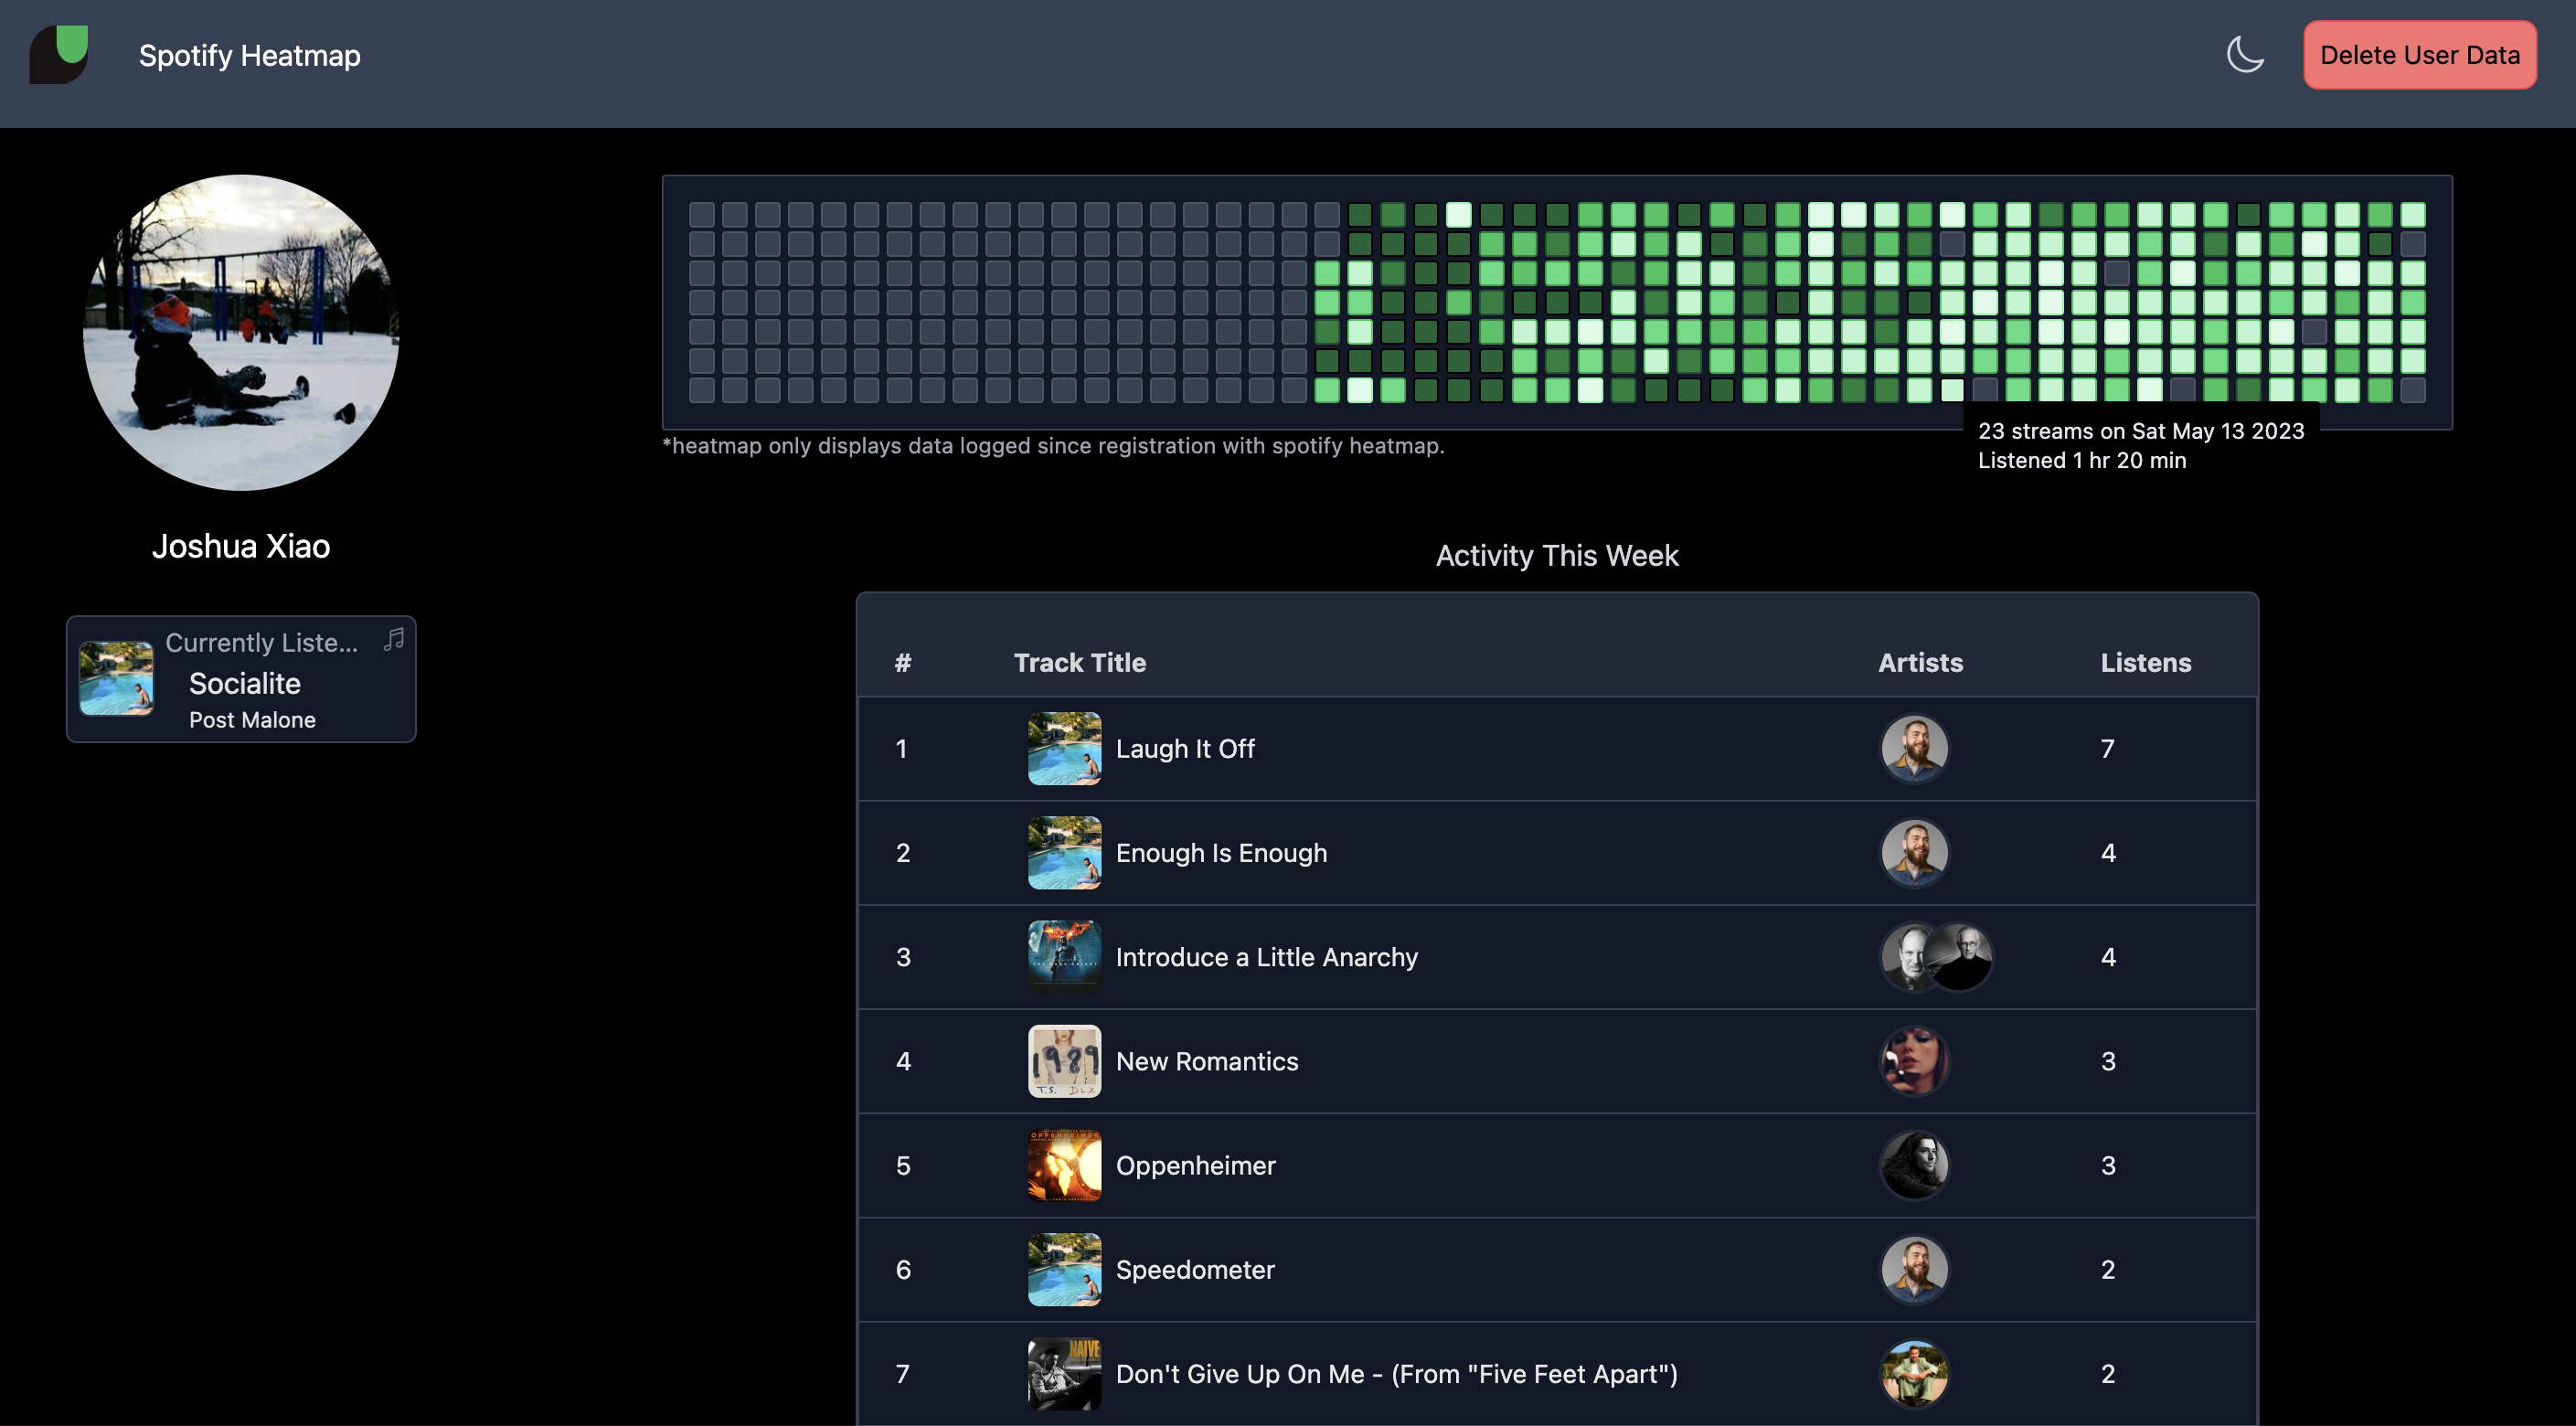 Spotify Heatmap
Delete User Data
23 streams on Sat May 13 2023
Listened 1 hr 20 min
*heatmap only displays data logged since registration with spotify heatmap.
Joshua Xiao
Currently Liste...
Socialite
Post Malone
Activity This Week
# Track Title Artists Listens
1 Laugh It Off 7
2 Enough Is Enough 4
3 Introduce a Little Anarchy 4
4 1989 T.S. DLX New Romantics 3
5 OPPENHEIMER Oppenheimer 3
6 Speedometer 2
7 NAIVE Don't Give Up On Me - (From "Five Feet Apart") 2